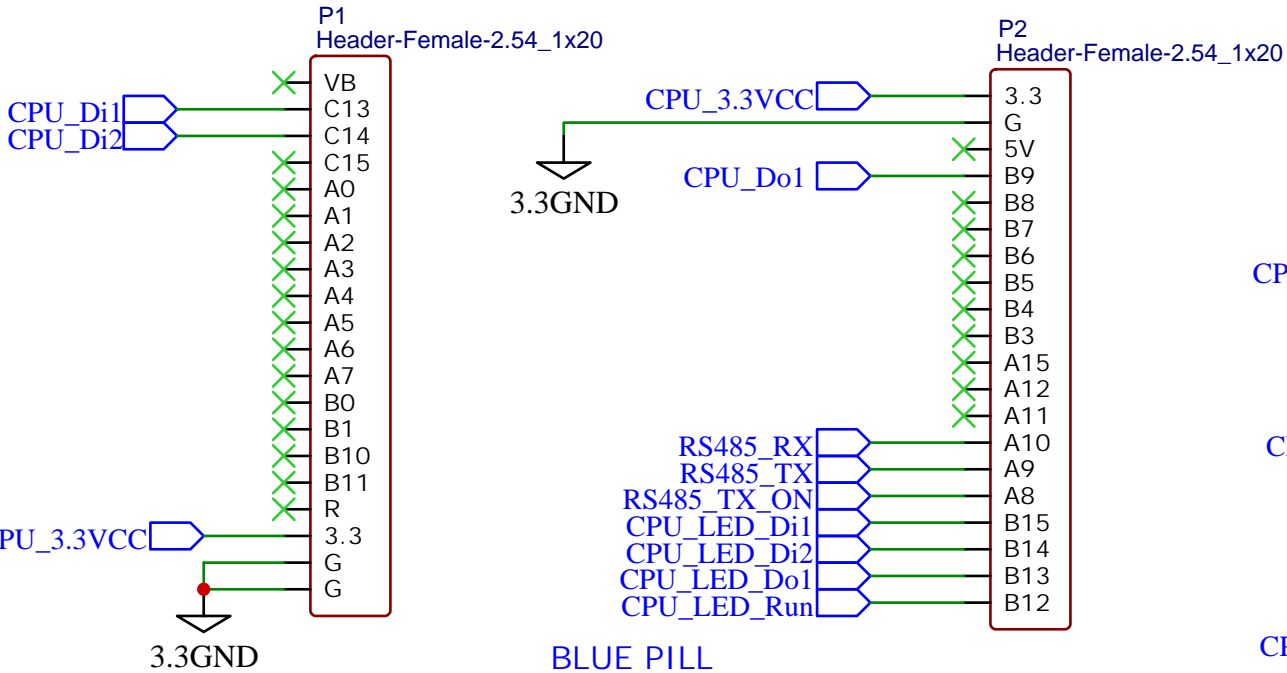 P1
Header-Female-2.54_1x20
VB
CPU_Di1
C13
CPU_Di2
C14
C15
A0
A1
A2
A3
A4
A5
A6
A7
B0
B1
B10
B11
R
PU_3.3VCC
3.3
G
G
3.3GND
P2
Header-Female-2.54_1x20
CPU_3.3VCC
3.3
G
3.3GND
5V
CPU_Do1
B9
B8
B7
B6
B5
B4
B3
A15
A12
A11
RS485_RX
A10
RS485_TX
A9
RS485_TX_ON
A8
CPU_LED_Di1
B15
CPU_LED_Di2
B14
CPU_LED_Do1
B13
CPU_LED_Run
B12
BLUE PILL